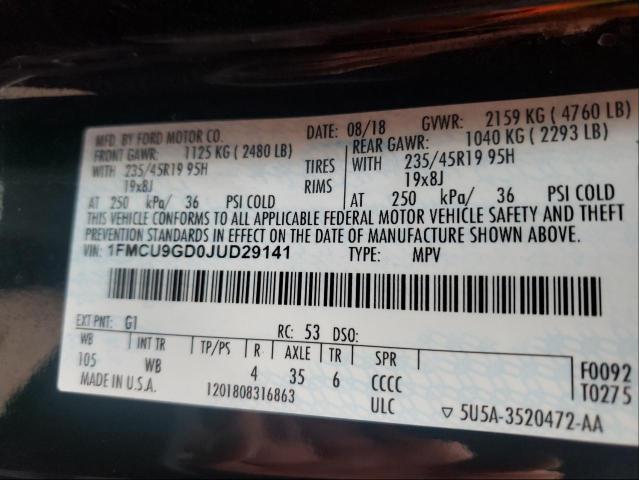 MFD. BY FORD MOTOR CO. DATE: 08/18 GVWR: 2159 KG ( 4760 LB)
FRONT GAWR: 1125 KG ( 2480 LB) REAR GAWR: 1040 KG ( 2293 LB)
WITH 235/45R19 95H TIRES WITH 235/45R19 95H
19x8J RIMS 19x8J
AT 250 kPa/ 36 PSI COLD AT 250 kPa/ 36 PSI COLD
THIS VEHICLE CONFORMS TO ALL APPLICABLE FEDERAL MOTOR VEHICLE SAFETY AND THEFT
PREVENTION STANDARDS IN EFFECT ON THE DATE OF MANUFACTURE SHOWN ABOVE.
VIN: 1FMCU9GD0JUD29141 TYPE: MPV
EXT PNT: G1 RC: 53 DSO:
WB INT TR TP/PS R AXLE TR SPR F0092
105 WB 4 35 6 CCCC T0275
MADE IN U.S.A. 1201808316863 ULC ▽ 5U5A-3520472-AA